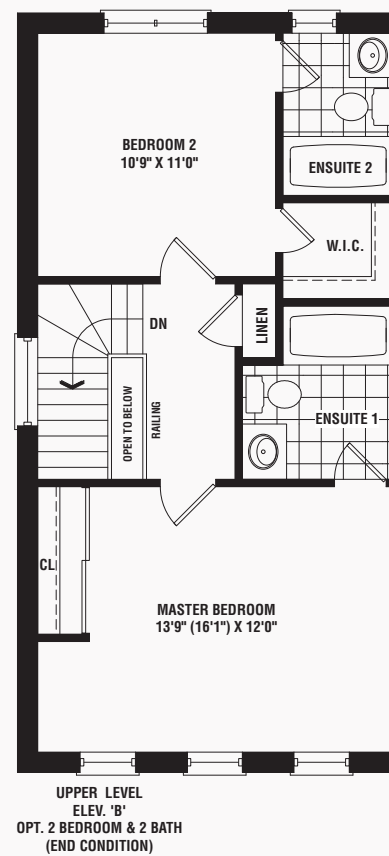 BEDROOM 2
10'9" X 11'0"
ENSUITE 2
W.I.C.
DN
LINEN
OPEN TO BELOW
RAILING
ENSUITE 1
CL
MASTER BEDROOM
13'9" (16'1") X 12'0"
UPPER LEVEL
ELEV. 'B'
OPT. 2 BEDROOM & 2 BATH
(END CONDITION)